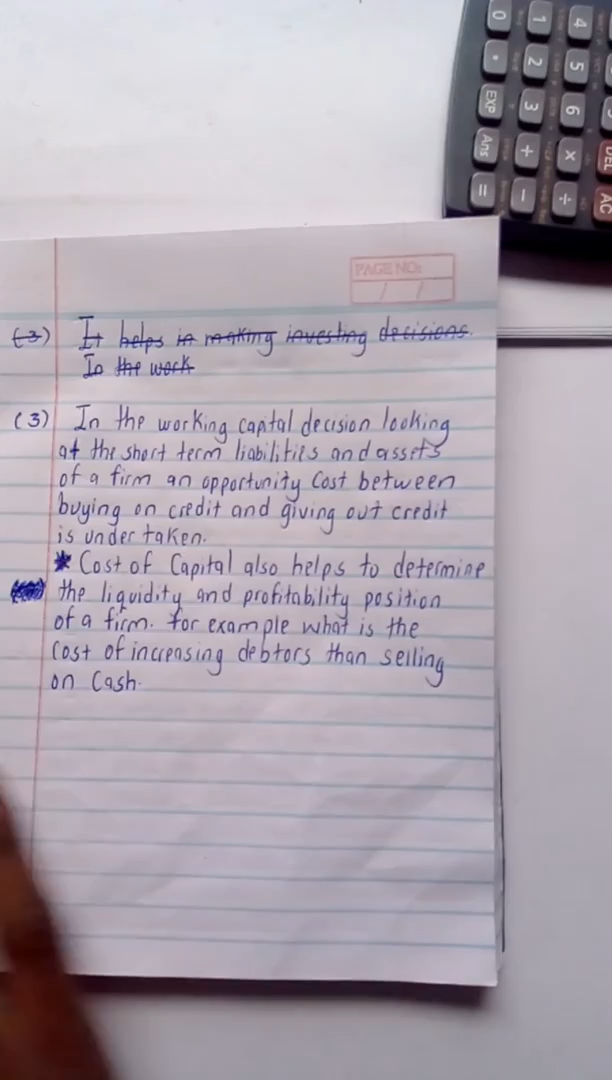 0 1 4
. 2 5
EXP 3 6
Ans + × DEL
= − ÷ AC
PAGE NO:
/ /
(3) It helps in making investing decisions.
In the work
(3) In the working capital decision looking
at the short term liabilities and assets
of a firm an opportunity Cost between
buying on credit and giving out credit
is under taken.
* Cost of Capital also helps to determine
the liquidity and profitability position
of a firm. for example what is the
Cost of increasing debtors than selling
on Cash.